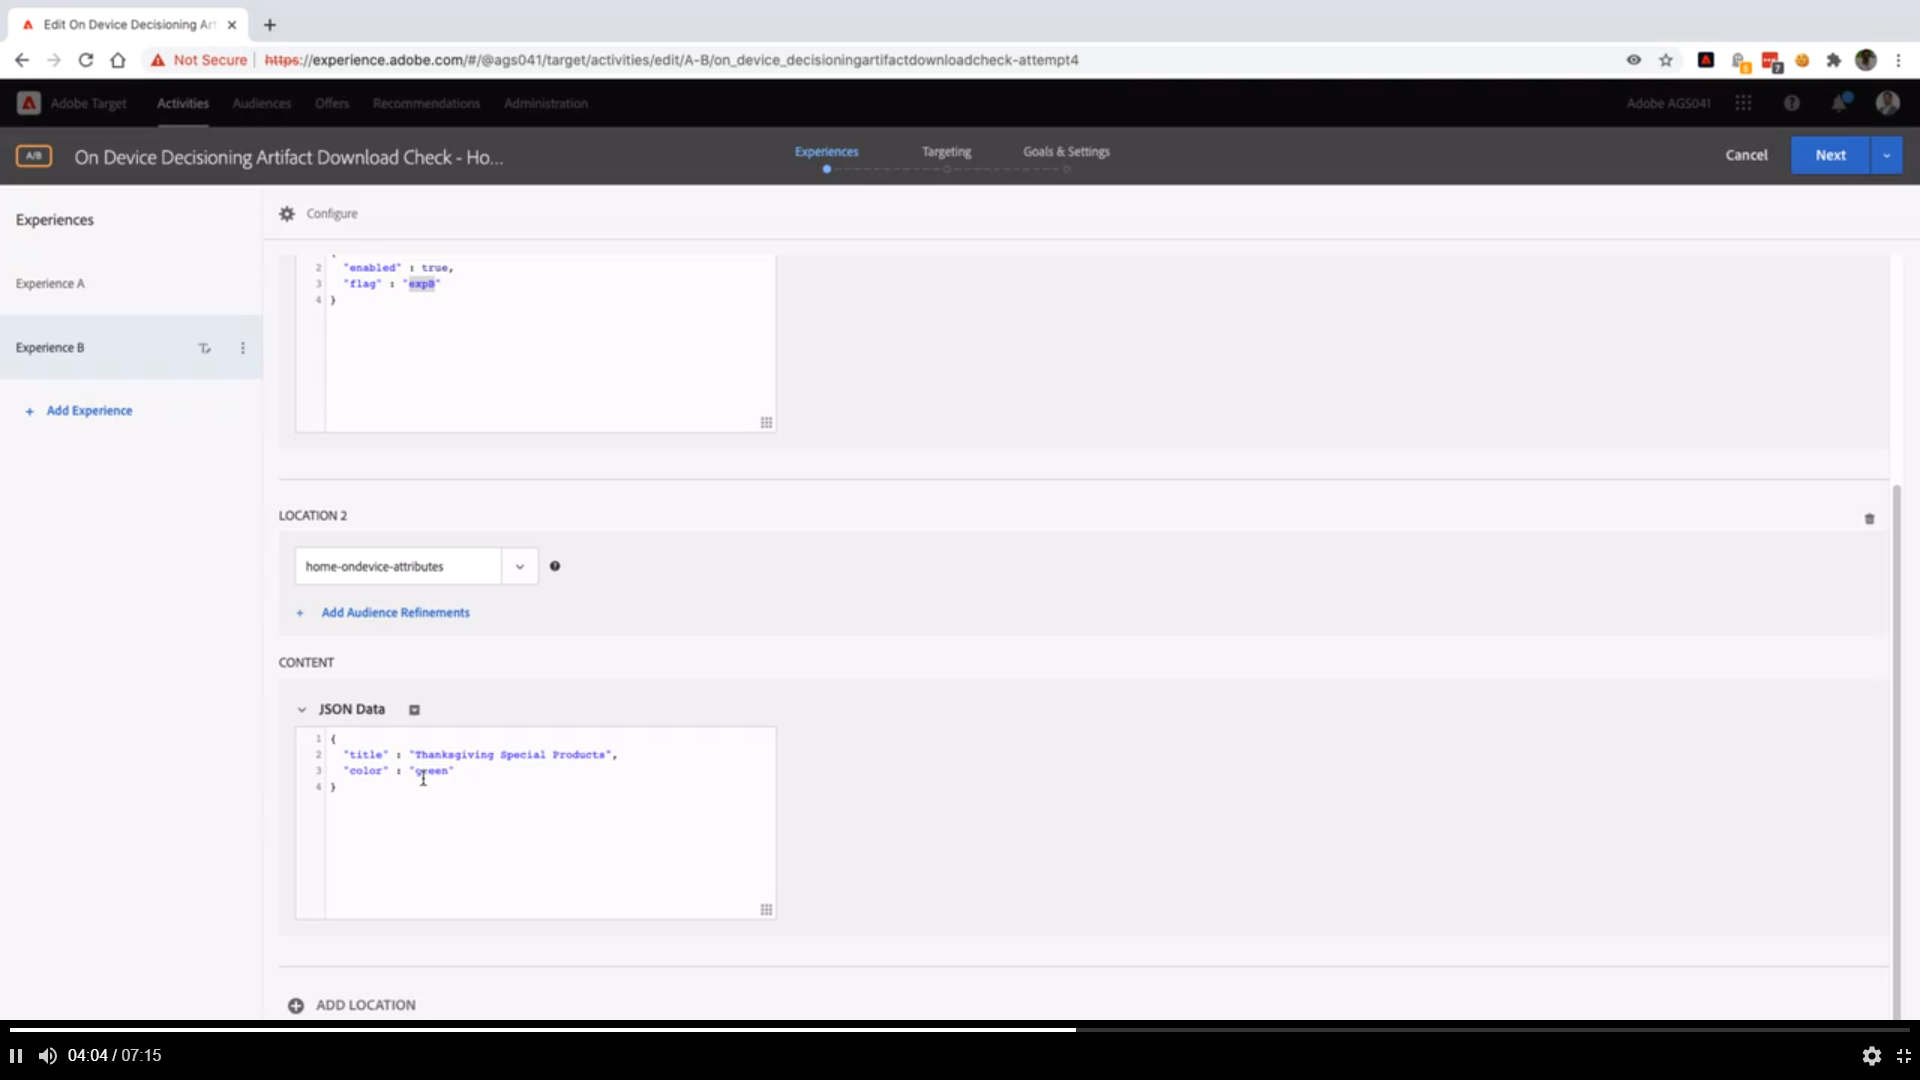 Edit On Device Decisioning Art
Not Secure https://experience.adobe.com/#/@ags041/target/activities/edit/A-B/on_device_decisioningartifactdownloadcheck-attempt4
Adobe Target Activities Audiences Offers Recommendations Administration Adobe AGS041
A/B On Device Decisioning Artifact Download Check - Ho... Experiences Targeting Goals & Settings Cancel Next
Experiences
Configure
Experience A
Experience B
+ Add Experience
2 "enabled" : true,
3 "flag" : "expB"
4 }
LOCATION 2
home-ondevice-attributes
+ Add Audience Refinements
CONTENT
JSON Data
1 {
2 "title" : "Thanksgiving Special Products",
3 "color" : "green"
4 }
ADD LOCATION
04:04 / 07:15